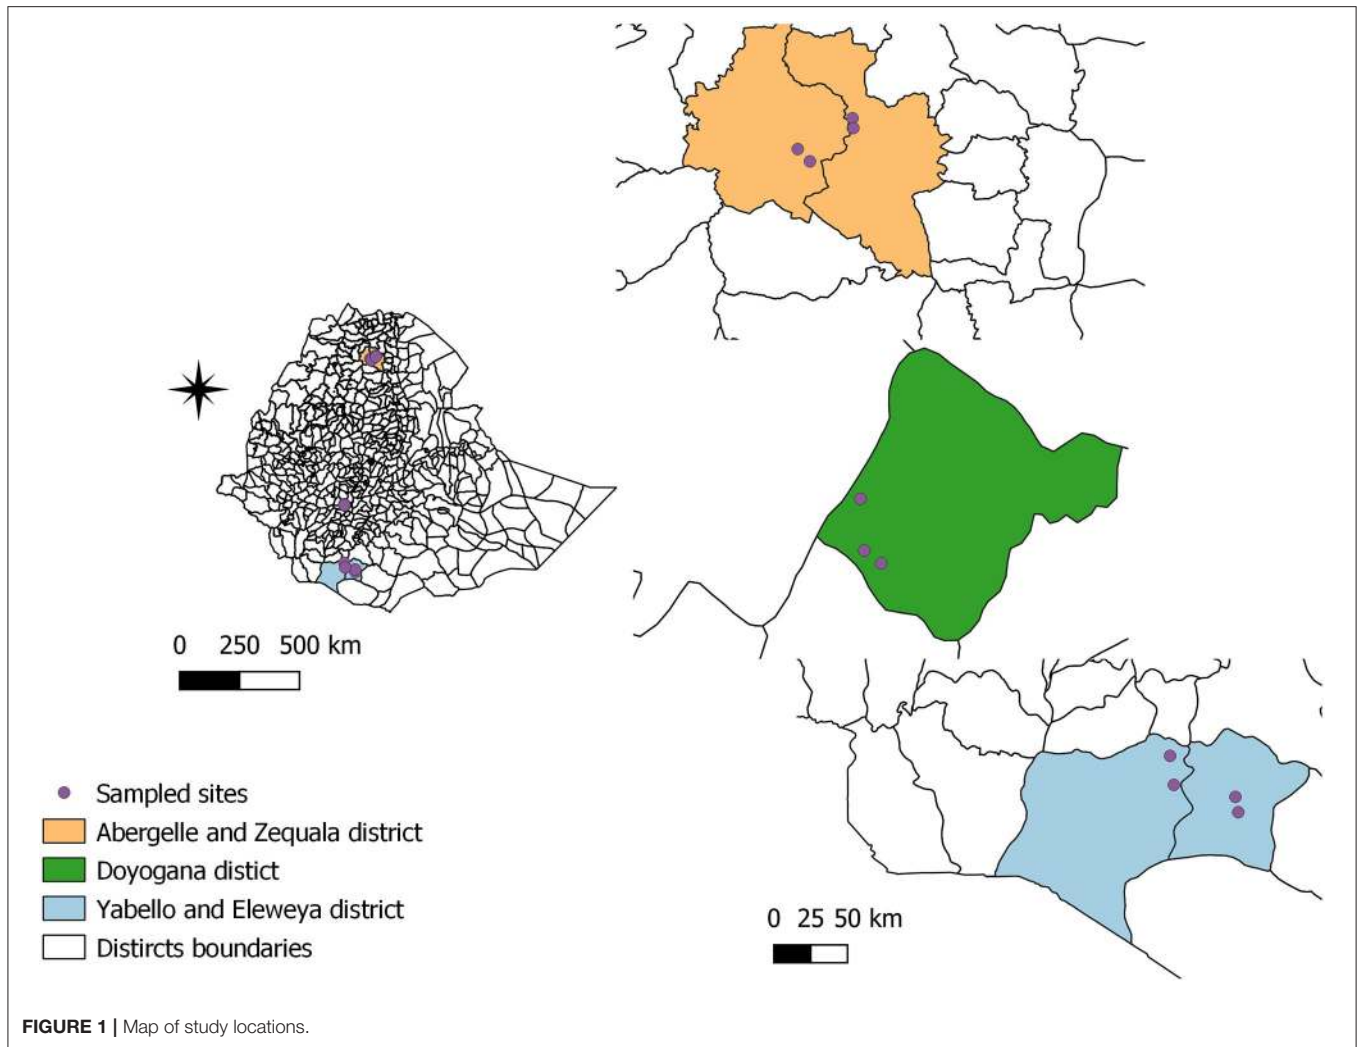 0 250 500 km
Sampled sites
Abergelle and Zequala district
Doyogana distict
Yabello and Eleweya district
Distircts boundaries
0 25 50 km
FIGURE 1 | Map of study locations.